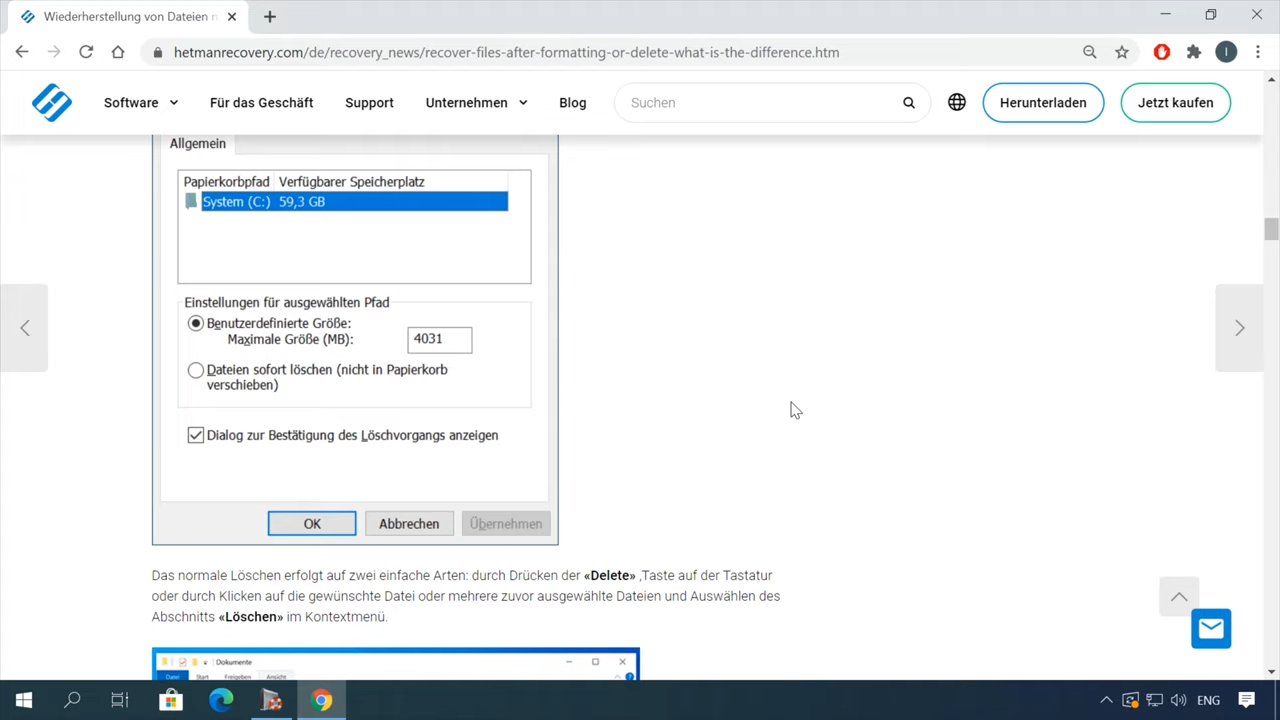 Wiederherstellung von Dateien n
hetmanrecovery.com/de/recovery_news/recover-files-after-formatting-or-delete-what-is-the-difference.htm
I
Software Für das Geschäft Support Unternehmen Blog Suchen Herunterladen Jetzt kaufen
Allgemein
Papierkorbpfad Verfügbarer Speicherplatz
System (C:) 59,3 GB
Einstellungen für ausgewählten Pfad
Benutzerdefinierte Größe:
Maximale Größe (MB): 4031
Dateien sofort löschen (nicht in Papierkorb
verschieben)
Dialog zur Bestätigung des Löschvorgangs anzeigen
OK Abbrechen Übernehmen
Das normale Löschen erfolgt auf zwei einfache Arten: durch Drücken der «Delete» ,Taste auf der Tastatur
oder durch Klicken auf die gewünschte Datei oder mehrere zuvor ausgewählte Dateien und Auswählen des
Abschnitts «Löschen» im Kontextmenü.
Dokumente
Datei Start Freigeben Ansicht
ENG